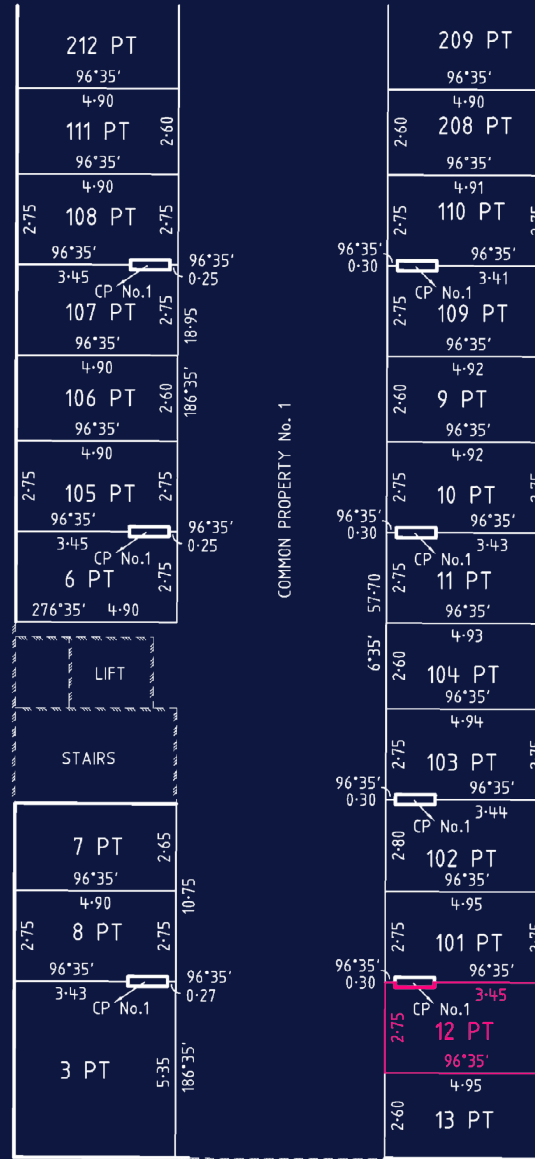 212 PT
96°35'
4·90
111 PT
2·60
96°35'
4·90
2·75
108 PT
2·75
96°35'
96°35'
3·45
0·25
CP No.1
107 PT
2·75
18·95
96°35'
4·90
106 PT
2·60
186°35'
96°35'
4·90
2·75
105 PT
2·75
96°35'
96°35'
3·45
0·25
CP No.1
6 PT
2·75
276°35'
4·90
LIFT
STAIRS
7 PT
2·65
96°35'
10·75
4·90
2·75
8 PT
2·75
96°35'
96°35'
3·43
0·27
CP No.1
3 PT
5·35
186°35'
COMMON PROPERTY No. 1
209 PT
96°35'
4·90
2·60
208 PT
96°35'
4·91
2·75
110 PT
96°35'
96°35'
0·30
3·41
CP No.1
2·75
109 PT
96°35'
4·92
2·60
9 PT
96°35'
4·92
2·75
10 PT
96°35'
96°35'
0·30
3·43
CP No.1
57·70
2·75
11 PT
96°35'
6°35'
4·93
2·60
104 PT
96°35'
4·94
2·75
103 PT
96°35'
96°35'
0·30
3·44
CP No.1
2·80
102 PT
96°35'
4·95
2·75
101 PT
96°35'
96°35'
0·30
3·45
CP No.1
2·75
12 PT
96°35'
4·95
2·60
13 PT